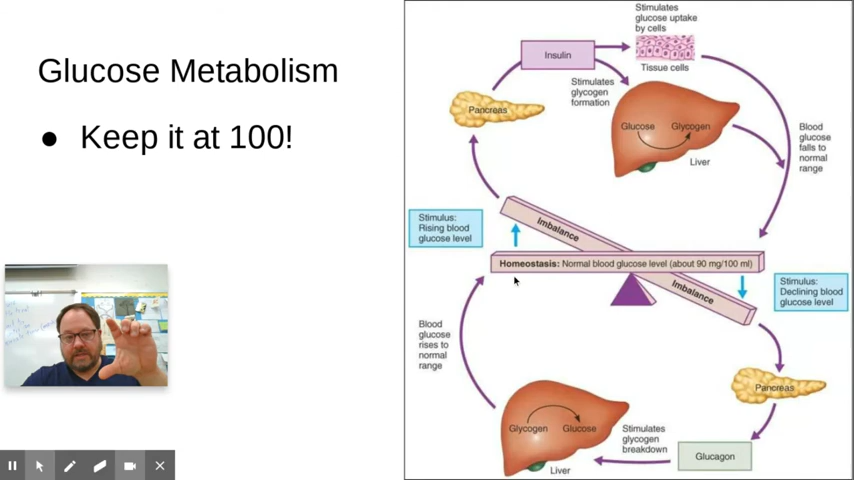 Glucose Metabolism
● Keep it at 100!
Stimulates
glucose uptake
by cells
Insulin
Tissue cells
Stimulates
glycogen
formation
Pancreas
Glucose
Glycogen
Liver
Blood
glucose
falls to
normal
range
Stimulus:
Rising blood
glucose level
Imbalance
Homeostasis: Normal blood glucose level (about 90 mg/100 ml)
Imbalance
Stimulus:
Declining blood
glucose level
Blood
glucose
rises to
normal
range
Pancreas
Glycogen
Glucose
Liver
Stimulates
glycogen
breakdown
Glucagon